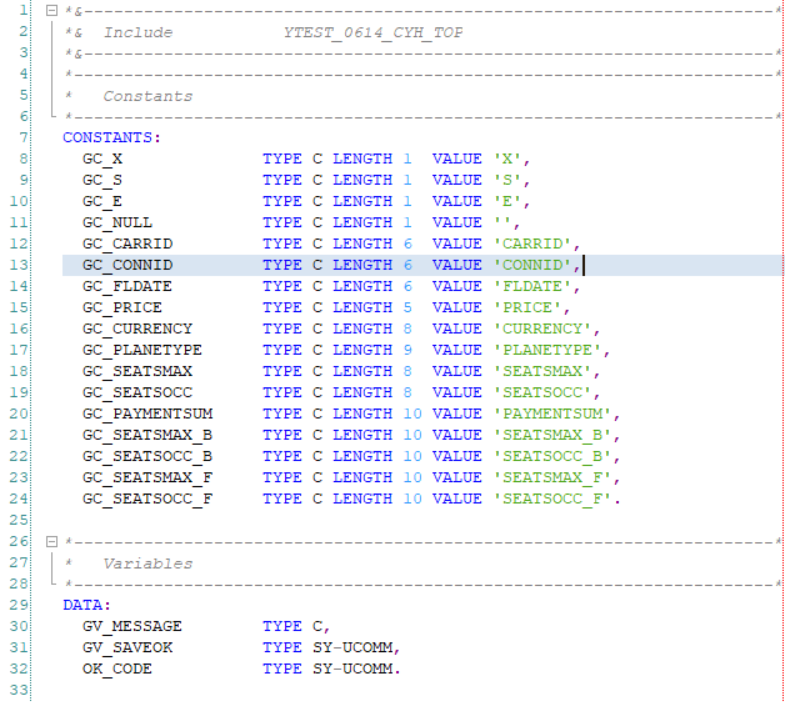 1 *&---------------------------------------------------------------------*
2 *& Include YTEST_0614_CYH_TOP
3 *&---------------------------------------------------------------------*
4 *----------------------------------------------------------------------*
5 * Constants
6 *----------------------------------------------------------------------*
7 CONSTANTS:
8 GC_X TYPE C LENGTH 1 VALUE 'X',
9 GC_S TYPE C LENGTH 1 VALUE 'S',
10 GC_E TYPE C LENGTH 1 VALUE 'E',
11 GC_NULL TYPE C LENGTH 1 VALUE '',
12 GC_CARRID TYPE C LENGTH 6 VALUE 'CARRID',
13 GC_CONNID TYPE C LENGTH 6 VALUE 'CONNID',
14 GC_FLDATE TYPE C LENGTH 6 VALUE 'FLDATE',
15 GC_PRICE TYPE C LENGTH 5 VALUE 'PRICE',
16 GC_CURRENCY TYPE C LENGTH 8 VALUE 'CURRENCY',
17 GC_PLANETYPE TYPE C LENGTH 9 VALUE 'PLANETYPE',
18 GC_SEATSMAX TYPE C LENGTH 8 VALUE 'SEATSMAX',
19 GC_SEATSOCC TYPE C LENGTH 8 VALUE 'SEATSOCC',
20 GC_PAYMENTSUM TYPE C LENGTH 10 VALUE 'PAYMENTSUM',
21 GC_SEATSMAX_B TYPE C LENGTH 10 VALUE 'SEATSMAX_B',
22 GC_SEATSOCC_B TYPE C LENGTH 10 VALUE 'SEATSOCC_B',
23 GC_SEATSMAX_F TYPE C LENGTH 10 VALUE 'SEATSMAX_F',
24 GC_SEATSOCC_F TYPE C LENGTH 10 VALUE 'SEATSOCC_F'.
25
26 *----------------------------------------------------------------------*
27 * Variables
28 *----------------------------------------------------------------------*
29 DATA:
30 GV_MESSAGE TYPE C,
31 GV_SAVEOK TYPE SY-UCOMM,
32 OK_CODE TYPE SY-UCOMM.
33